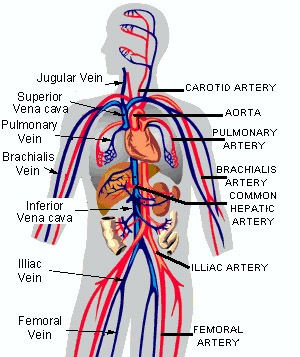 Jugular Vein
CAROTID ARTERY
Superior
Vena cava
AORTA
Pulmonary
Vein
PULMONARY
ARTERY
Brachialis
Vein
BRACHIALIS
ARTERY
COMMON
HEPATIC
ARTERY
Inferior
Vena cava
Illiac
Vein
ILLiAC ARTERY
Femoral
Vein
FEMORAL
ARTERY